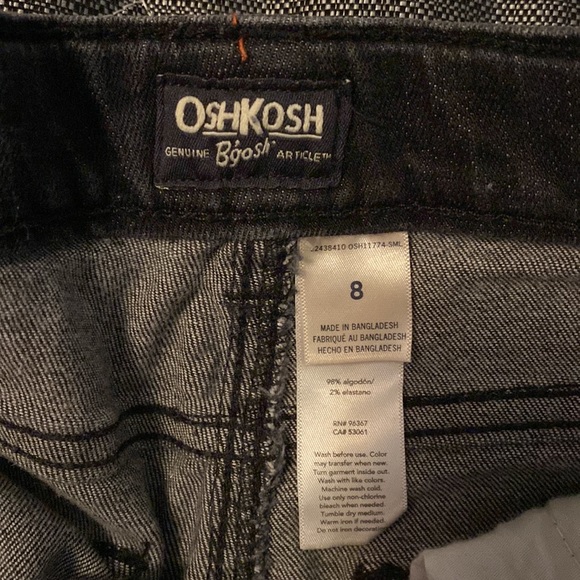 OSHKOSH
GENUINE B'gosh ARTICLE™
2438410 OSH11774-SML
8
MADE IN BANGLADESH
FABRIQUÉ AU BANGLADESH
HECHO EN BANGLADESH
98% algodón/
2% elastano
RN# 96367
CA# 53061
Wash before use. Color
may transfer when new.
Turn garment inside out.
Wash with like colors.
Machine wash cold.
Use only non-chlorine
bleach when needed.
Tumble dry medium.
Warm iron if needed.
Do not iron decoration